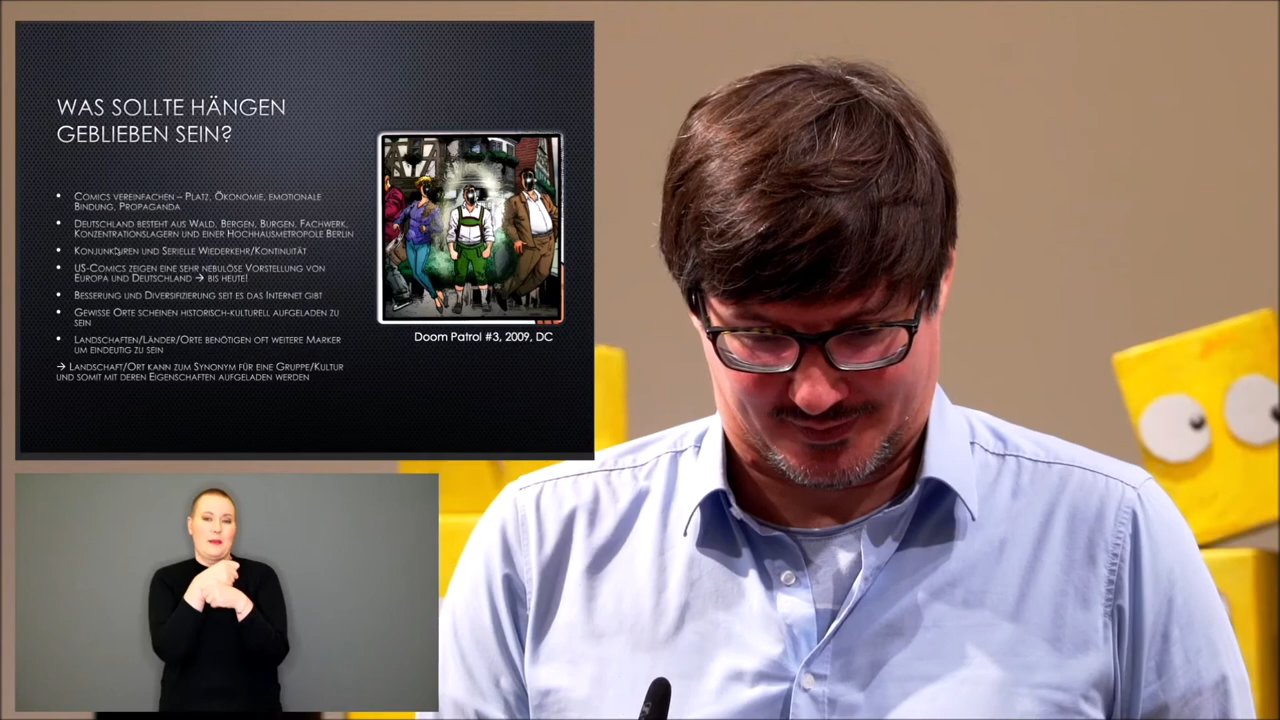 WAS SOLLTE HÄNGEN
GEBLIEBEN SEIN?
• COMICS VEREINFACHEN – PLATZ, ÖKONOMIE, EMOTIONALE
BINDUNG, PROPAGANDA
• DEUTSCHLAND BESTEHT AUS WALD, BERGEN, BURGEN, FACHWERK,
KONZENTRATIONSLAGERN UND EINER HOCHHAUSMETROPOLE BERLIN
• KONJUNKTUREN UND SERIELLE WIEDERKEHR/KONTINUITÄT
• US-COMICS ZEIGEN EINE SEHR NEBULÖSE VORSTELLUNG VON
EUROPA UND DEUTSCHLAND → BIS HEUTE!
• BESSERUNG UND DIVERSIFIZIERUNG SEIT ES DAS INTERNET GIBT
• GEWISSE ORTE SCHEINEN HISTORISCH-KULTURELL AUFGELADEN ZU
SEIN
• LANDSCHAFTEN/LÄNDER/ORTE BENÖTIGEN OFT WEITERE MARKER
UM EINDEUTIG ZU SEIN
→ LANDSCHAFT/ORT KANN ZUM SYNONYM FÜR EINE GRUPPE/KULTUR
UND SOMIT MIT DEREN EIGENSCHAFTEN AUFGELADEN WERDEN
Doom Patrol #3, 2009, DC